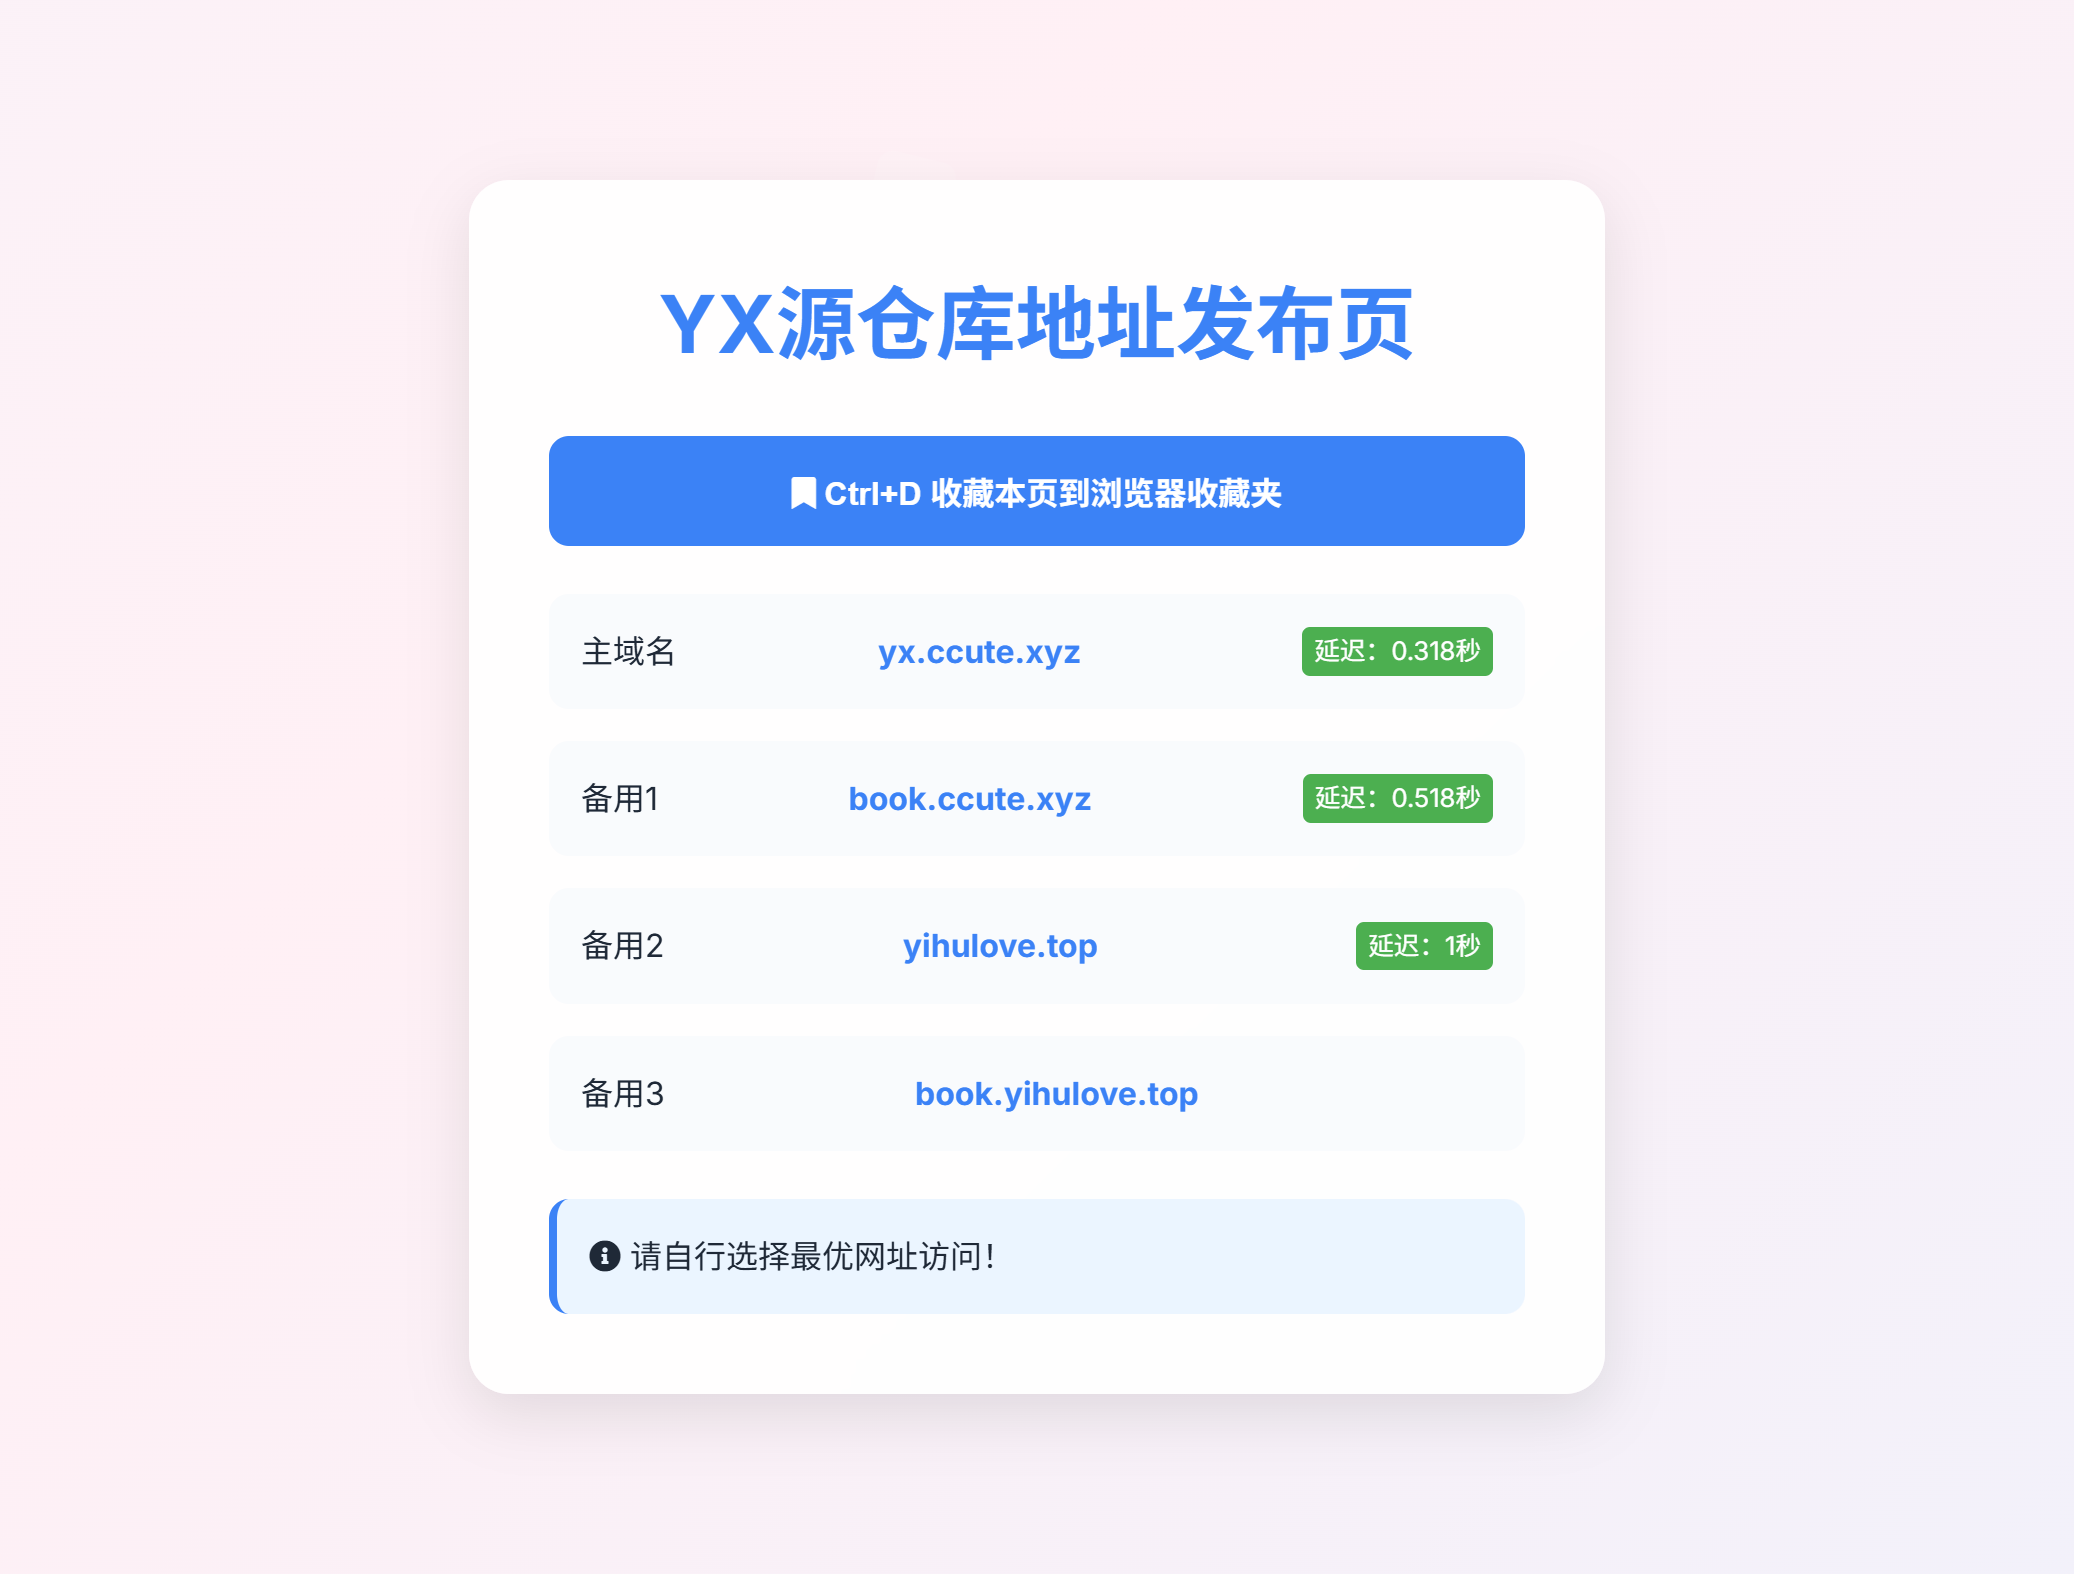 YX源仓库地址发布页
Ctrl+D 收藏本页到浏览器收藏夹
主域名 yx.ccute.xyz 延迟：0.318秒
备用1 book.ccute.xyz 延迟：0.518秒
备用2 yihulove.top 延迟：1秒
备用3 book.yihulove.top
请自行选择最优网址访问！